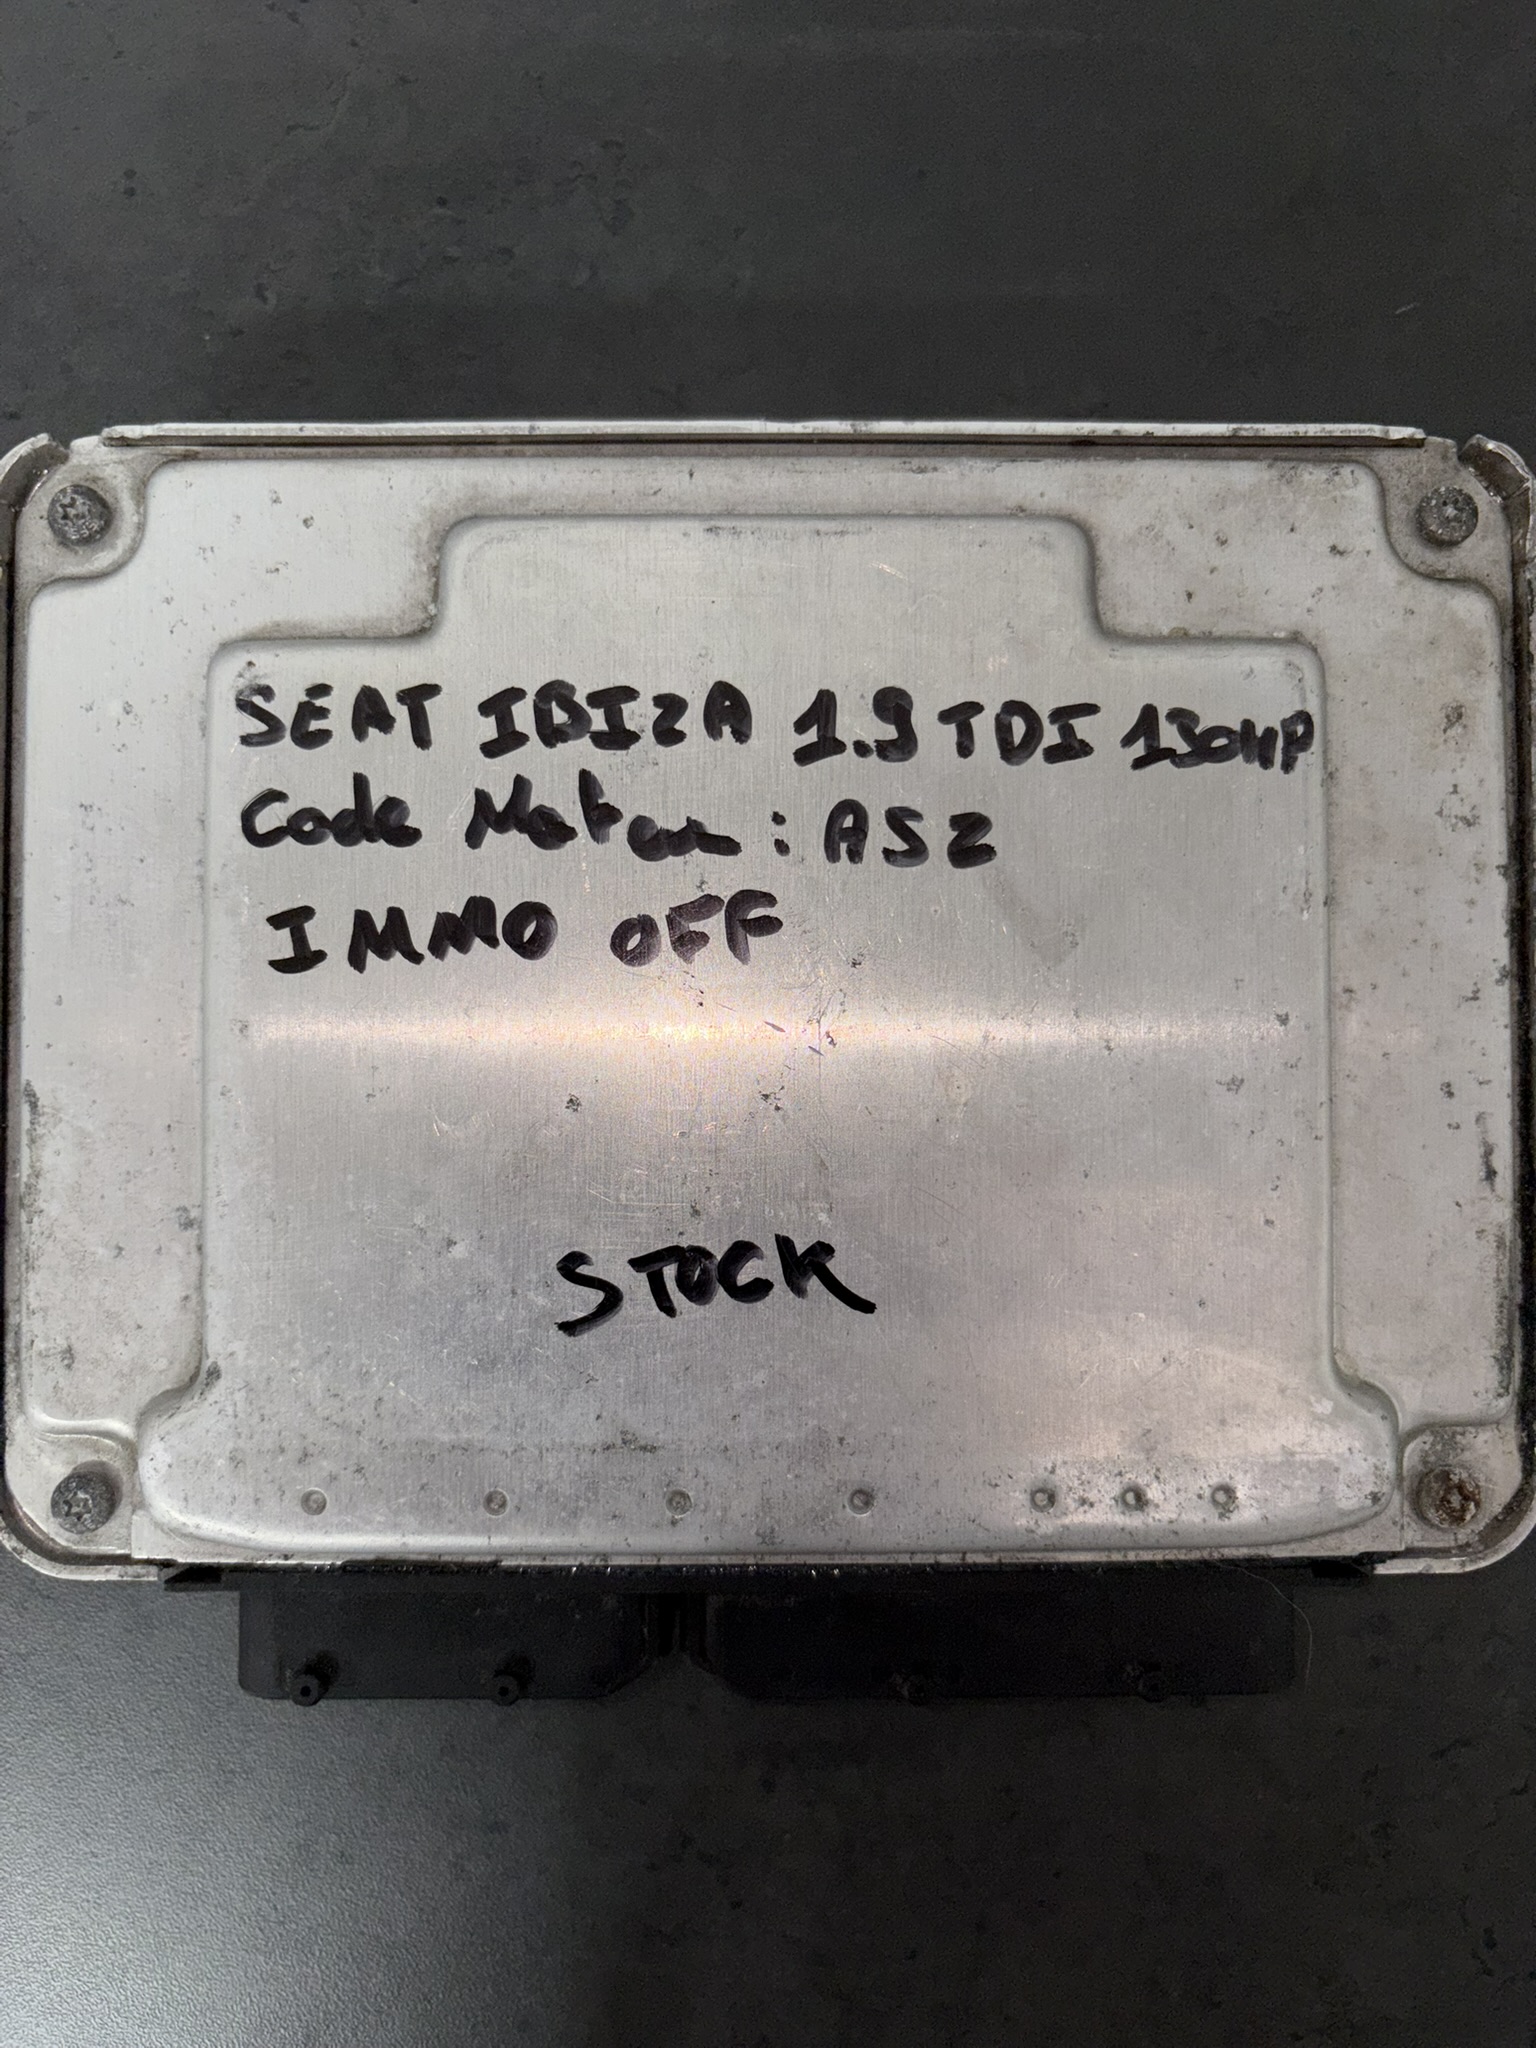 SEAT IBIZA 1.9 TDI 130HP
Code Moteur : ASZ
IMMO OFF
STOCK